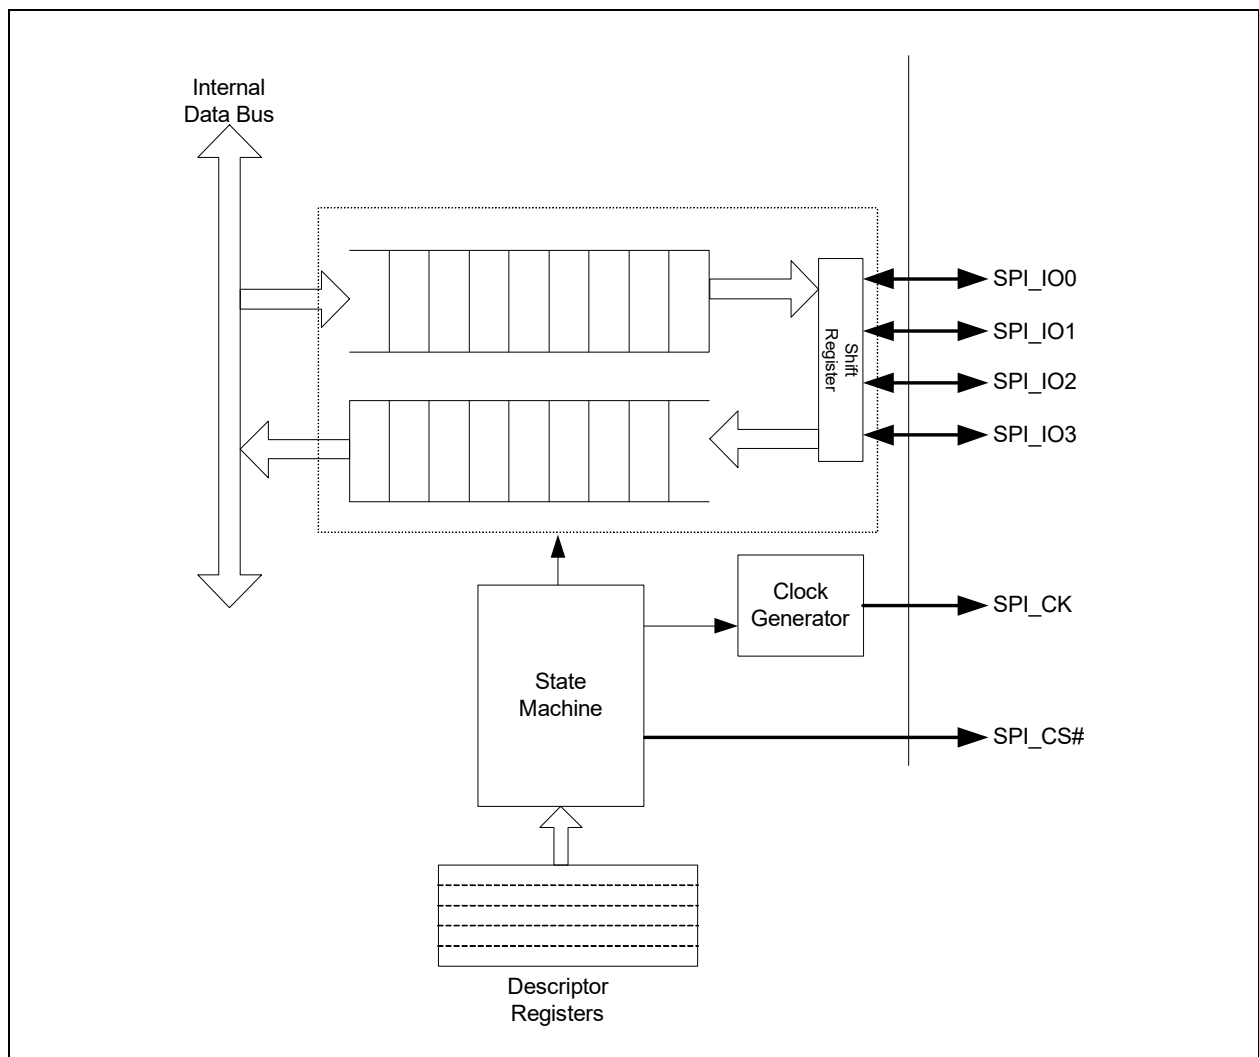 Internal
Data Bus
SPI_IO0
SPI_IO1
Shift
Register
SPI_IO2
SPI_IO3
Clock
Generator
SPI_CK
State
Machine
SPI_CS#
Descriptor
Registers